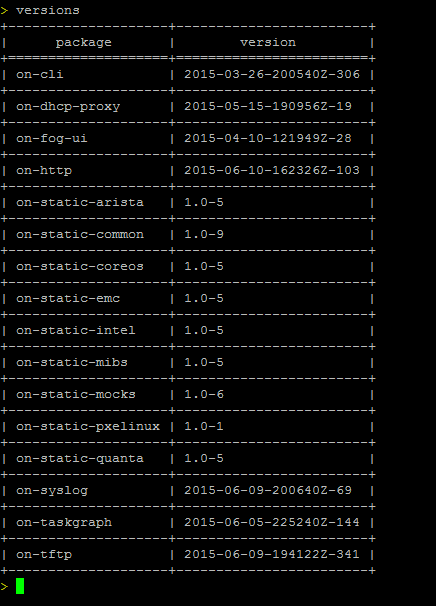 > versions
package version
on-cli 2015-03-26-200540Z-306
on-dhcp-proxy 2015-05-15-190956Z-19
on-fog-ui 2015-04-10-121949Z-28
on-http 2015-06-10-162326Z-103
on-static-arista 1.0-5
on-static-common 1.0-9
on-static-coreos 1.0-5
on-static-emc 1.0-5
on-static-intel 1.0-5
on-static-mibs 1.0-5
on-static-mocks 1.0-6
on-static-pxelinux 1.0-1
on-static-quanta 1.0-5
on-syslog 2015-06-09-200640Z-69
on-taskgraph 2015-06-05-225240Z-144
on-tftp 2015-06-09-194122Z-341
>